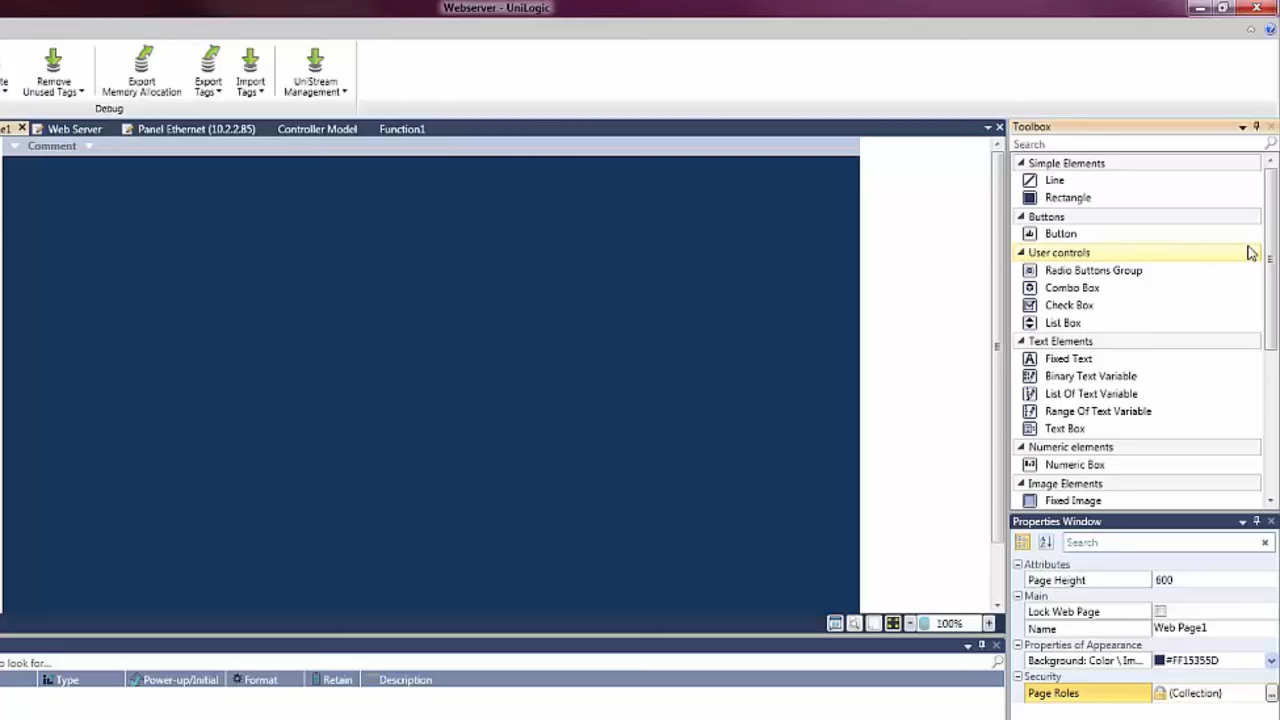 Webserver - UniLogic
te
Remove Unused Tags
Export Memory Allocation
Export Tags
Import Tags
UniStream Management
Debug
e1
Web Server
Panel Ethernet (10.2.2.85)
Controller Model
Function1
Comment
100%
o look for...
Type
Power-up/Initial
Format
Retain
Description
Toolbox
Search
Simple Elements
Line
Rectangle
Buttons
Button
User controls
Radio Buttons Group
Combo Box
Check Box
List Box
Text Elements
A
Fixed Text
Binary Text Variable
List Of Text Variable
Range Of Text Variable
Text Box
Numeric elements
Numeric Box
Image Elements
Fixed Image
Properties Window
Search
Attributes
Page Height 600
Main
Lock Web Page
Name Web Page1
Properties of Appearance
Background: Color \ Im... #FF15355D
Security
Page Roles (Collection) ...